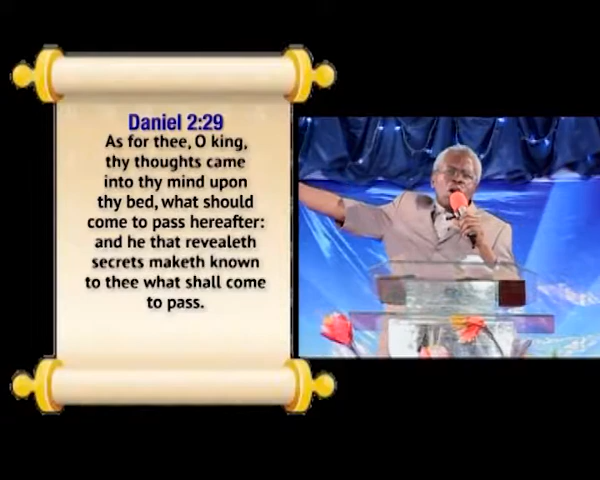 Daniel 2:29
As for thee, O king,
thy thoughts came
into thy mind upon
thy bed, what should
come to pass hereafter:
and he that revealeth
secrets maketh known
to thee what shall come
to pass.